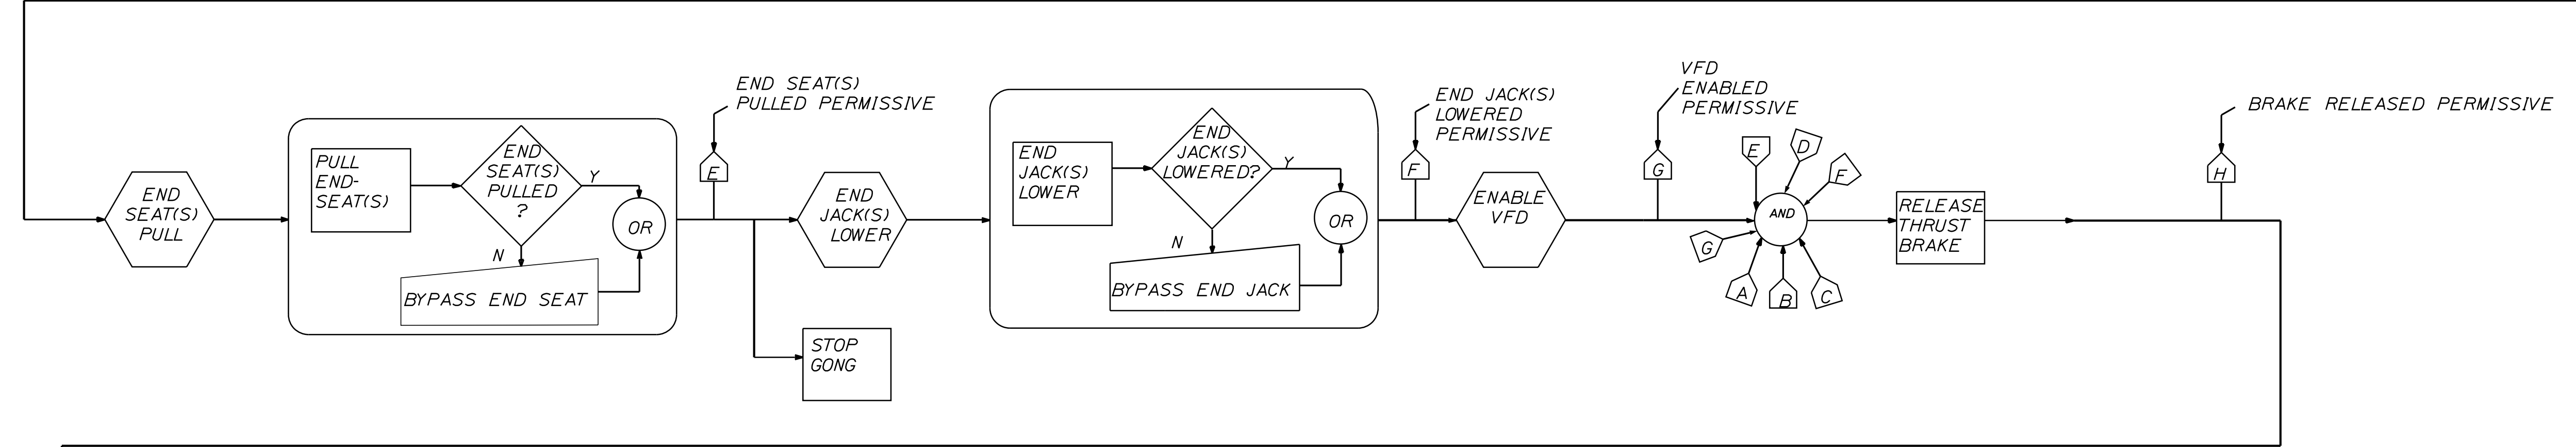 END
SEAT(S)
PULL
PULL
END-
SEAT(S)
END
SEAT(S)
PULLED
?
Y
N
BYPASS END SEAT
OR
END SEAT(S)
PULLED PERMISSIVE
E
STOP
GONG
END
JACK(S)
LOWER
END
JACK(S)
LOWER
END
JACK(S)
LOWERED?
Y
N
BYPASS END JACK
OR
END JACK(S)
LOWERED
PERMISSIVE
F
ENABLE
VFD
VFD
ENABLED
PERMISSIVE
G
E
D
F
AND
G
A
B
C
RELEASE
THRUST
BRAKE
BRAKE RELEASED PERMISSIVE
H